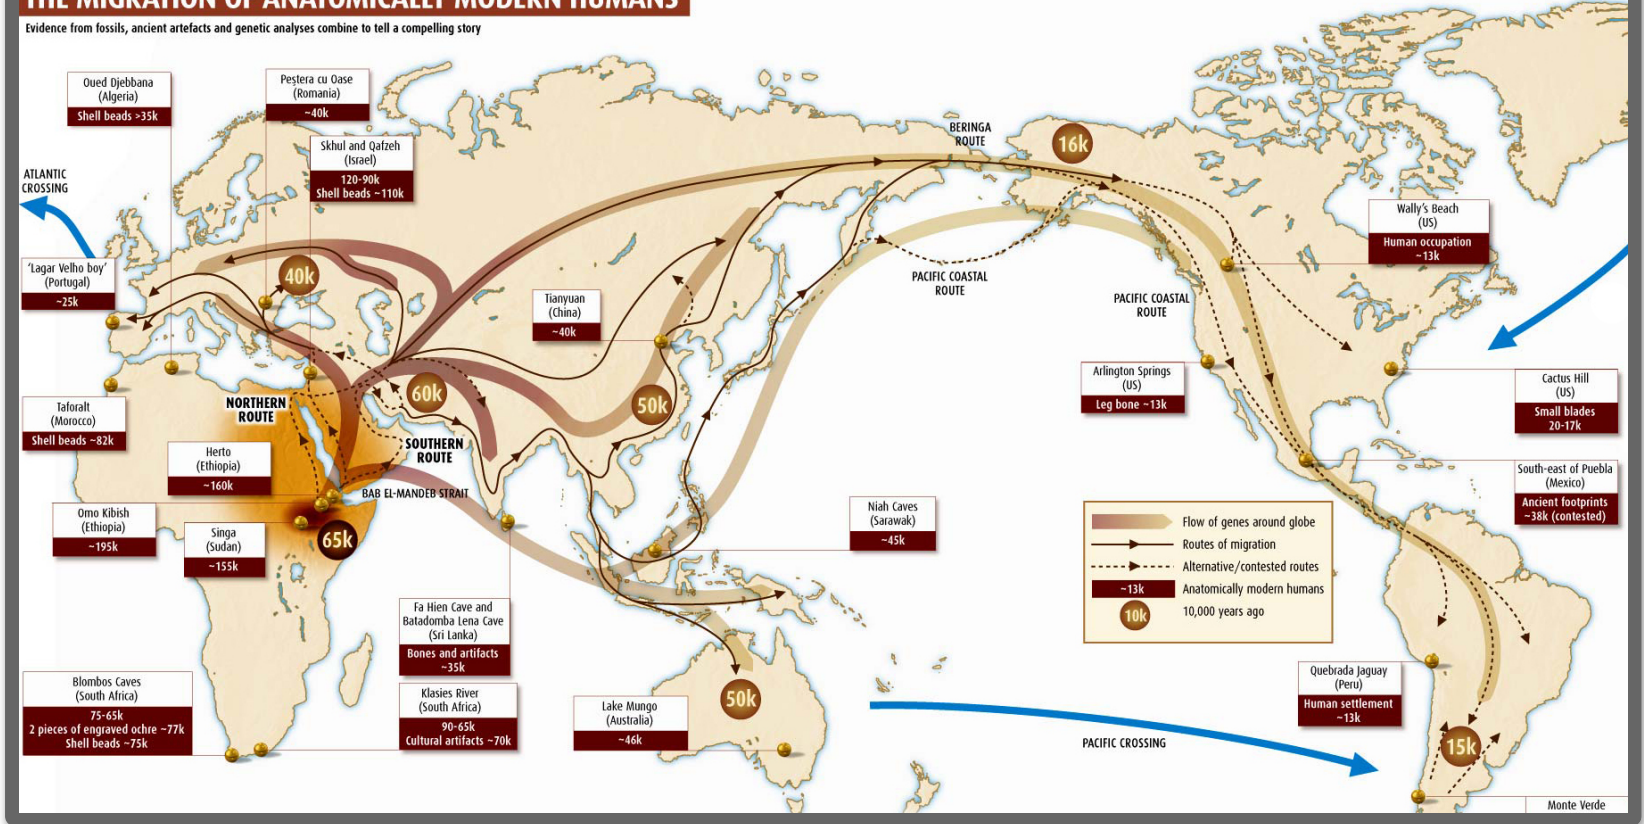 THE MIGRATION OF ANATOMICALLY MODERN HUMANS
Evidence from fossils, ancient artefacts and genetic analyses combine to tell a compelling story
Oued Djebbana
(Algeria)
Shell beads >35k
Peștera cu Oase
(Romania)
~40k
Skhul and Qafzeh
(Israel)
120-90k
Shell beads ~110k
BERINGA
ROUTE
16k
ATLANTIC
CROSSING
Wally's Beach
(US)
Human occupation
~13k
'Lagar Velho boy'
(Portugal)
~25k
40k
Tianyuan
(China)
~40k
PACIFIC COASTAL
ROUTE
PACIFIC COASTAL
ROUTE
Arlington Springs
(US)
Leg bone ~13k
Cactus Hill
(US)
Small blades
20-17k
Taforalt
(Morocco)
Shell beads ~82k
NORTHERN
ROUTE
60k
50k
SOUTHERN
ROUTE
Herto
(Ethiopia)
~160k
BAB EL-MANDEB STRAIT
South-east of Puebla
(Mexico)
Ancient footprints
~38k (contested)
Omo Kibish
(Ethiopia)
~195k
Singa
(Sudan)
~155k
65k
Niah Caves
(Sarawak)
~45k
Flow of genes around globe
Routes of migration
Alternative/contested routes
~13k
Anatomically modern humans
10k
10,000 years ago
Fa Hien Cave and
Batadomba Lena Cave
(Sri Lanka)
Bones and artifacts
~35k
Blombos Caves
(South Africa)
75-65k
2 pieces of engraved ochre ~77k
Shell beads ~75k
Klasies River
(South Africa)
90-65k
Cultural artifacts ~70k
Lake Mungo
(Australia)
~46k
50k
Quebrada Jaguay
(Peru)
Human settlement
~13k
PACIFIC CROSSING
15k
Monte Verde